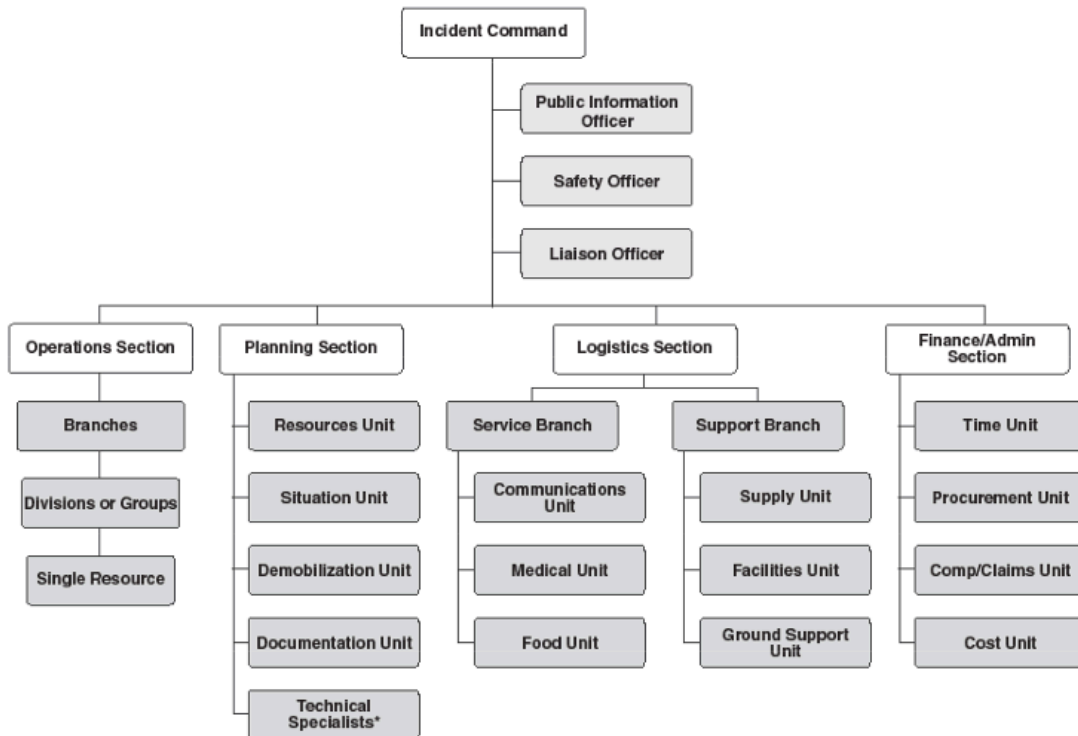 Incident Command
Public Information
Officer
Safety Officer
Liaison Officer
Operations Section
Planning Section
Logistics Section
Finance/Admin
Section
Branches
Divisions or Groups
Single Resource
Resources Unit
Situation Unit
Demobilization Unit
Documentation Unit
Technical
Specialists*
Service Branch
Communications
Unit
Medical Unit
Food Unit
Support Branch
Supply Unit
Facilities Unit
Ground Support
Unit
Time Unit
Procurement Unit
Comp/Claims Unit
Cost Unit